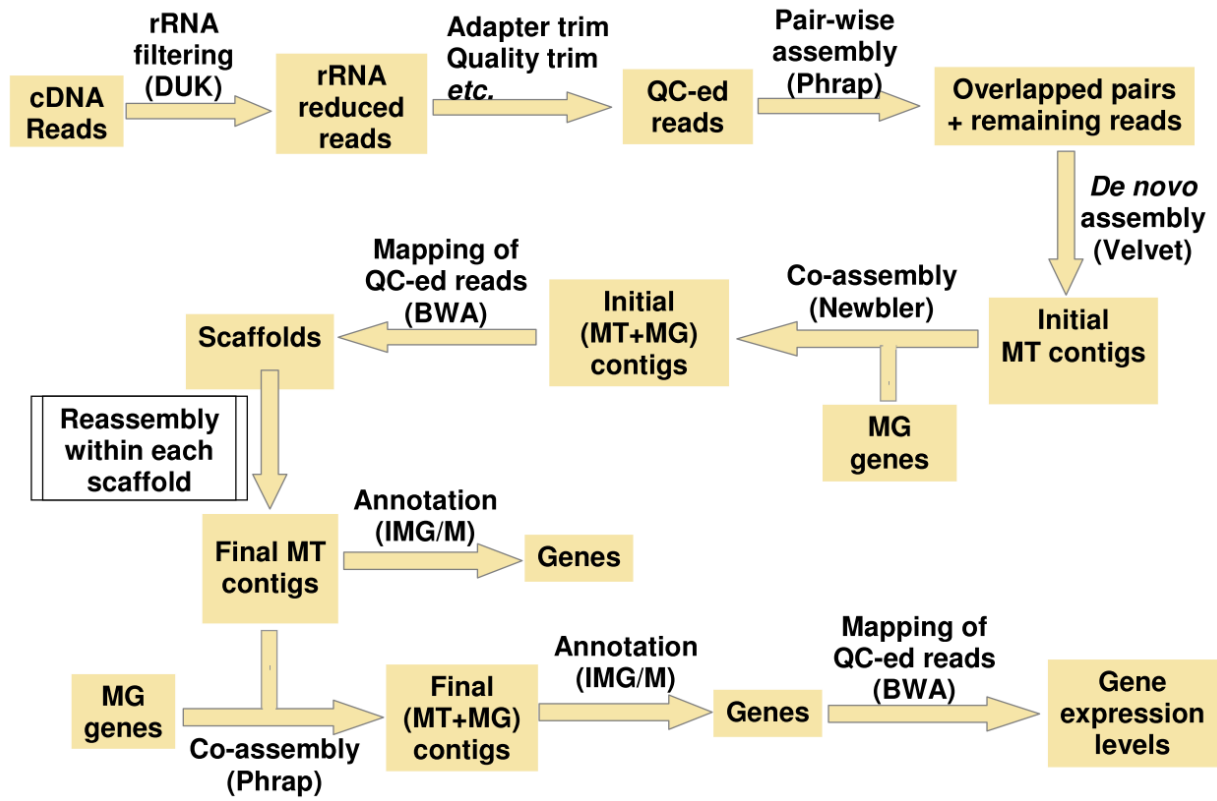 rRNA
filtering
(DUK)
cDNA
Reads
rRNA
reduced
reads
Adapter trim
Quality trim
etc.
QC-ed
reads
Pair-wise
assembly
(Phrap)
Overlapped pairs
+ remaining reads
De novo
assembly
(Velvet)
Initial
MT contigs
Co-assembly
(Newbler)
MG
genes
Initial
(MT+MG)
contigs
Mapping of
QC-ed reads
(BWA)
Scaffolds
Reassembly
within each
scaffold
Final MT
contigs
Annotation
(IMG/M)
Genes
MG
genes
Co-assembly
(Phrap)
Final
(MT+MG)
contigs
Annotation
(IMG/M)
Genes
Mapping of
QC-ed reads
(BWA)
Gene
expression
levels